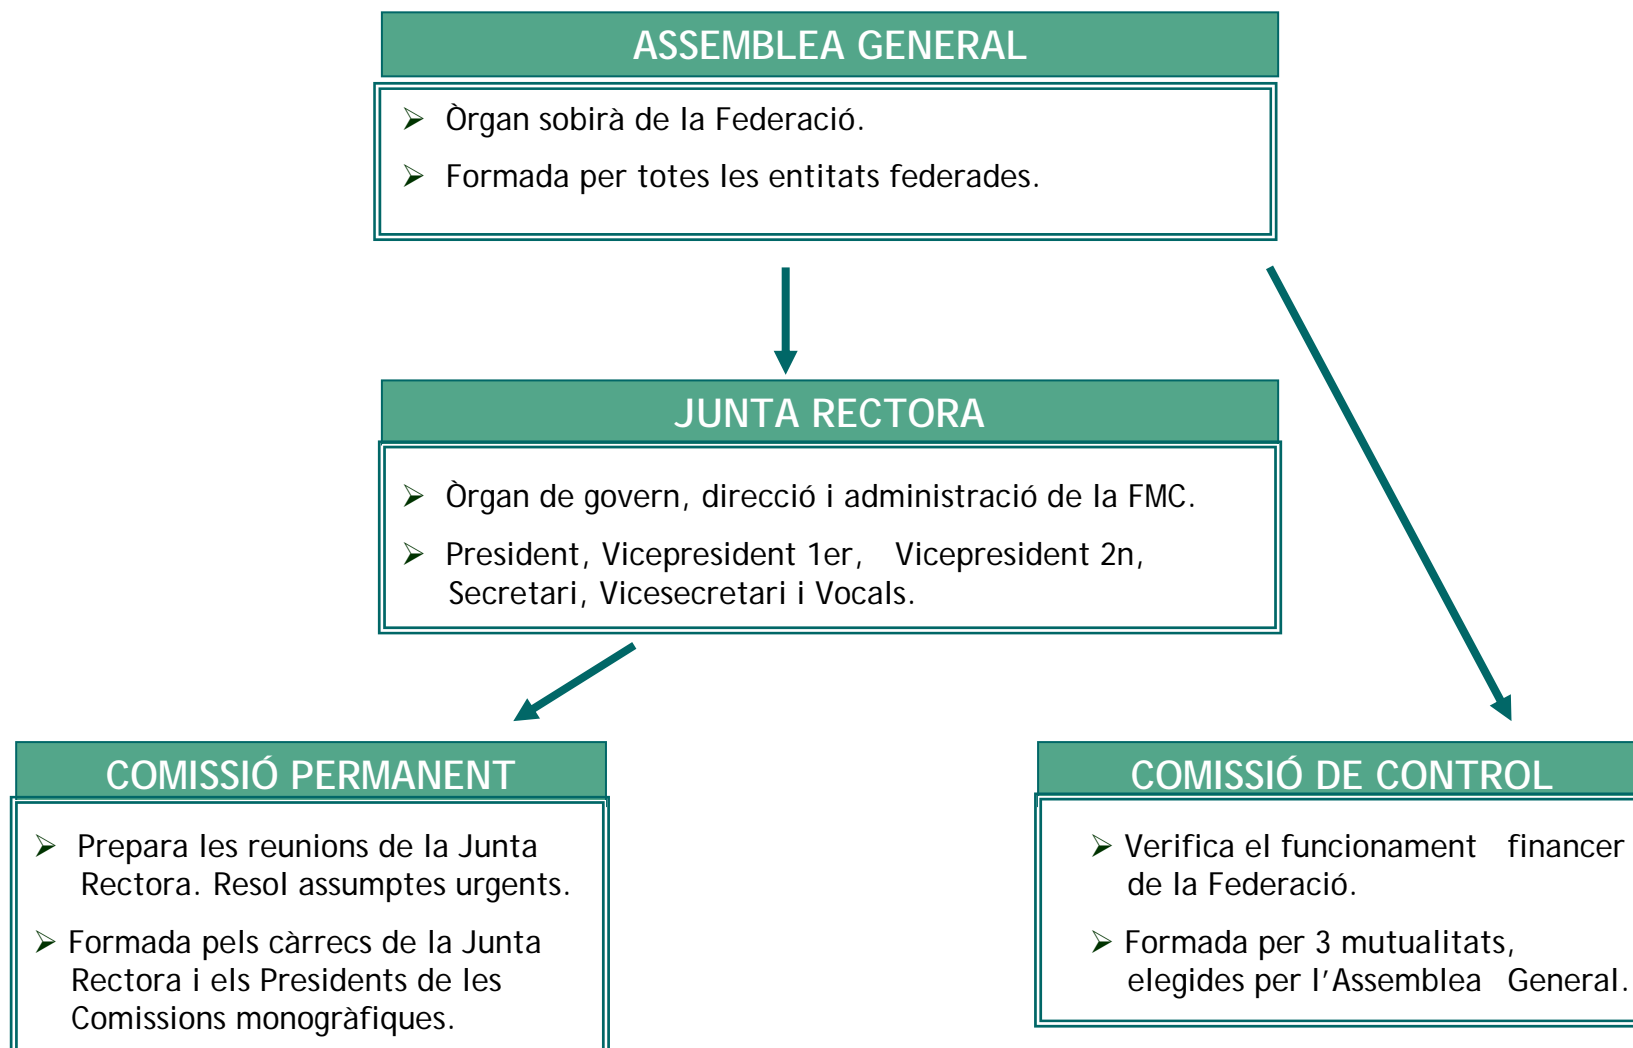 ASSEMBLEA GENERAL
➢ Òrgan sobirà de la Federació.
➢ Formada per totes les entitats federades.
JUNTA RECTORA
➢ Òrgan de govern, direcció i administració de la FMC.
➢ President, Vicepresident 1er, Vicepresident 2n,
Secretari, Vicesecretari i Vocals.
COMISSIÓ PERMANENT
➢ Prepara les reunions de la Junta
Rectora. Resol assumptes urgents.
➢ Formada pels càrrecs de la Junta
Rectora i els Presidents de les
Comissions monogràfiques.
COMISSIÓ DE CONTROL
➢ Verifica el funcionament financer
de la Federació.
➢ Formada per 3 mutualitats,
elegides per l’Assemblea General.